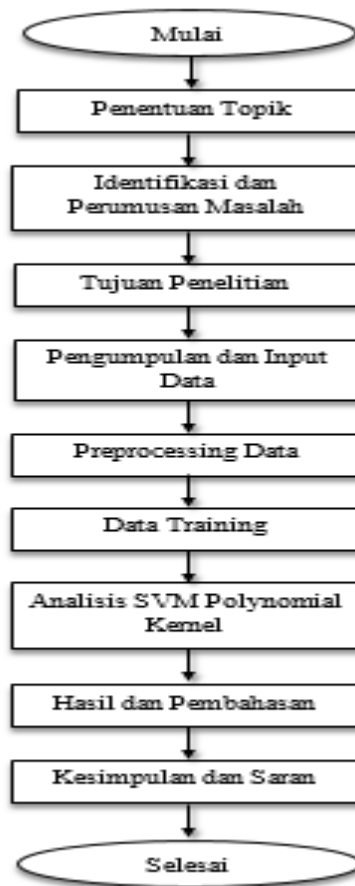 Mulai
Penentuan Topik
Identifikasi dan
Perumusan Masalah
Tujuan Penelitian
Pengumpulan dan Input
Data
Preprocessing Data
Data Training
Analisis SVM Polynomial
Kernel
Hasil dan Pembahasan
Kesimpulan dan Saran
Selesai